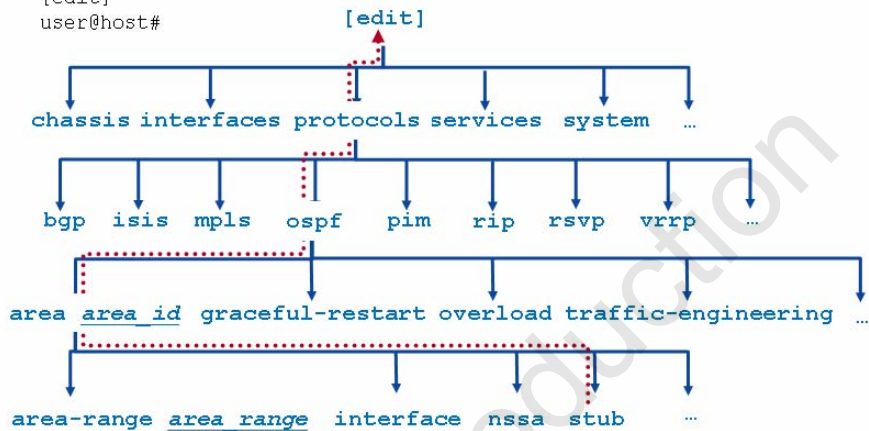 [edit]
user@host#
[edit]
chassis interfaces protocols services system …
bgp isis mpls ospf pim rip rsvp vrrp …
area area_id graceful-restart overload traffic-engineering …
area-range area_range interface nssa stub …